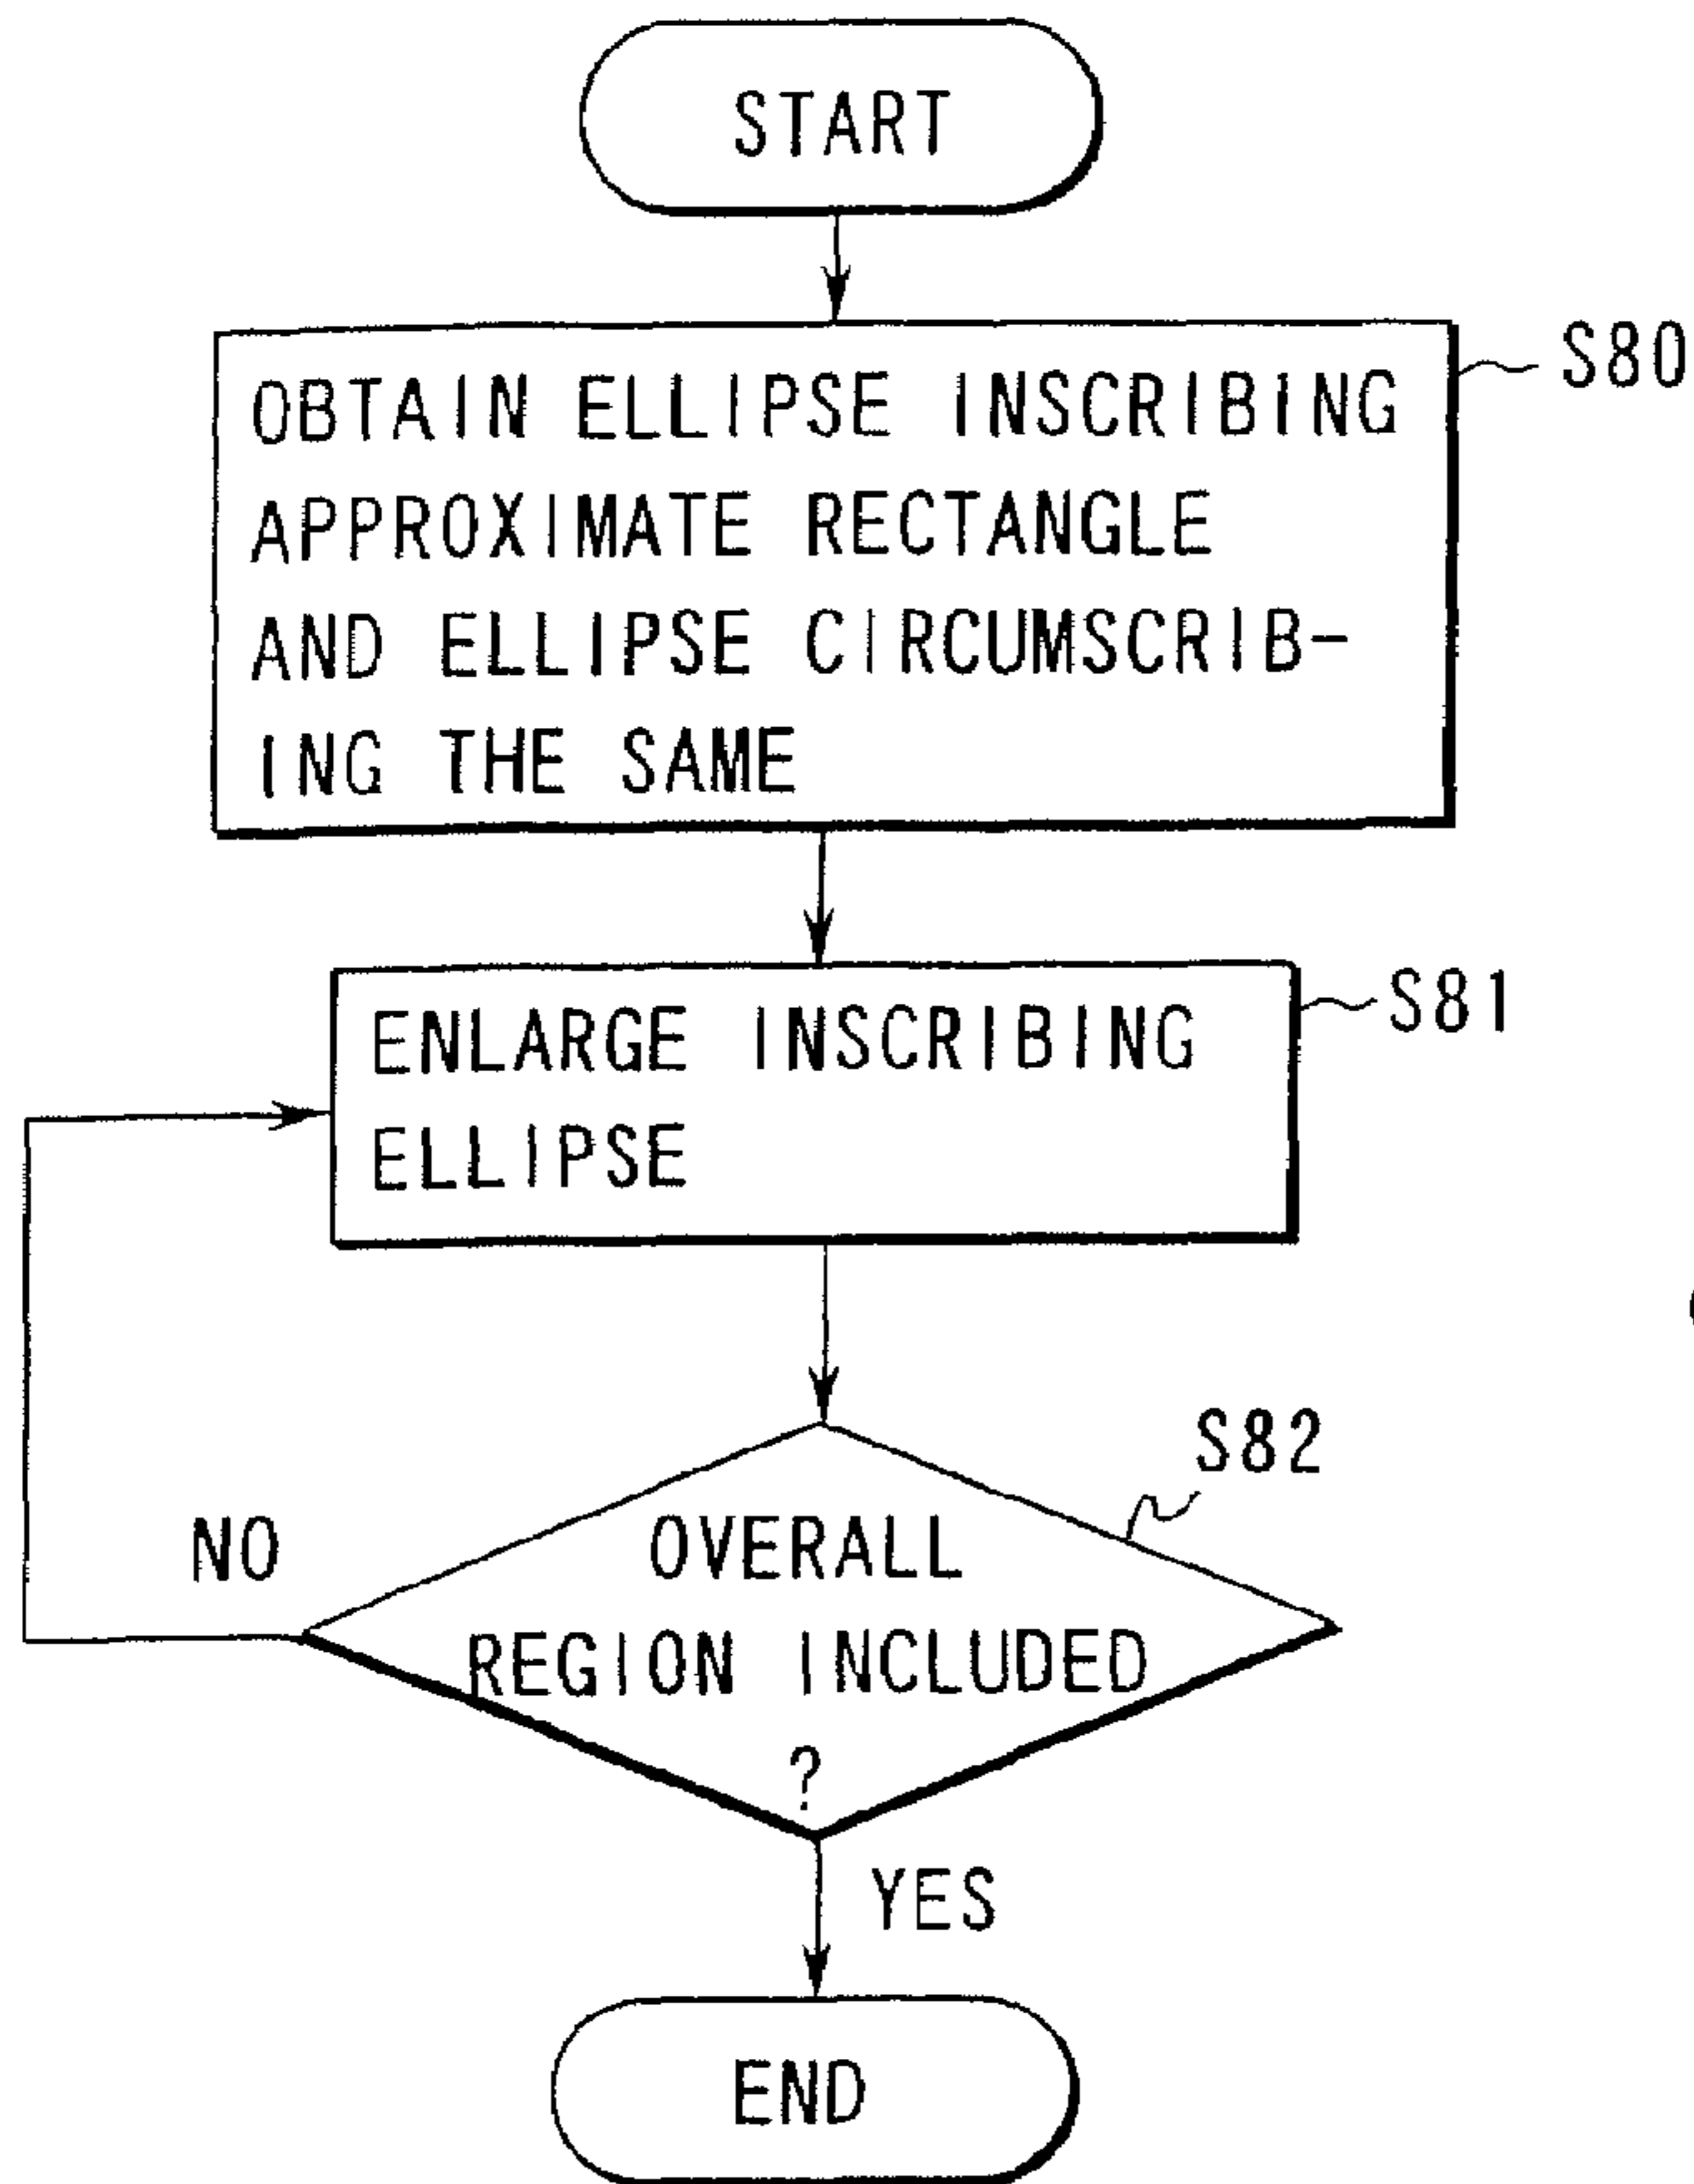 START
S80
OBTAIN ELLIPSE INSCRIBING
APPROXIMATE RECTANGLE
AND ELLIPSE CIRCUMSCRIB-
ING THE SAME
S81
ENLARGE INSCRIBING
ELLIPSE
S82
NO
OVERALL
REGION INCLUDED
?
YES
END